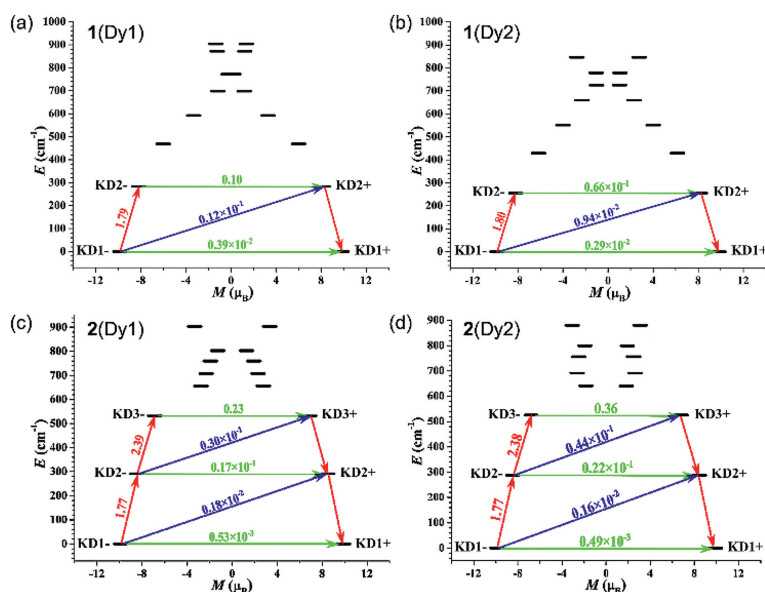 (a)
1(Dy1)
1000
900
800
700
600
500
400
300
200
100
0
E (cm⁻¹)
KD2-
0.10
KD2+
1.79
0.12×10⁻¹
KD1-
0.39×10⁻²
KD1+
-12 -8 -4 0 4 8 12
M (μB)
(b)
1(Dy2)
1000
900
800
700
600
500
400
300
200
100
0
E (cm⁻¹)
KD2-
0.66×10⁻¹
KD2+
1.80
0.94×10⁻²
KD1-
0.29×10⁻²
KD1+
-12 -8 -4 0 4 8 12
M (μB)
(c)
2(Dy1)
900
800
700
600
500
400
300
200
100
0
E (cm⁻¹)
KD3-
0.23
KD3+
2.39
0.30×10⁻¹
KD2-
0.17×10⁻¹
KD2+
1.77
0.18×10⁻²
KD1-
0.53×10⁻³
KD1+
-12 -8 -4 0 4 8 12
(d)
2(Dy2)
900
800
700
600
500
400
300
200
100
0
E (cm⁻¹)
KD3-
0.36
KD3+
2.38
0.44×10⁻¹
KD2-
0.22×10⁻¹
KD2+
1.77
0.16×10⁻²
KD1-
0.49×10⁻³
KD1+
-12 -8 -4 0 4 8 12
M (μB)